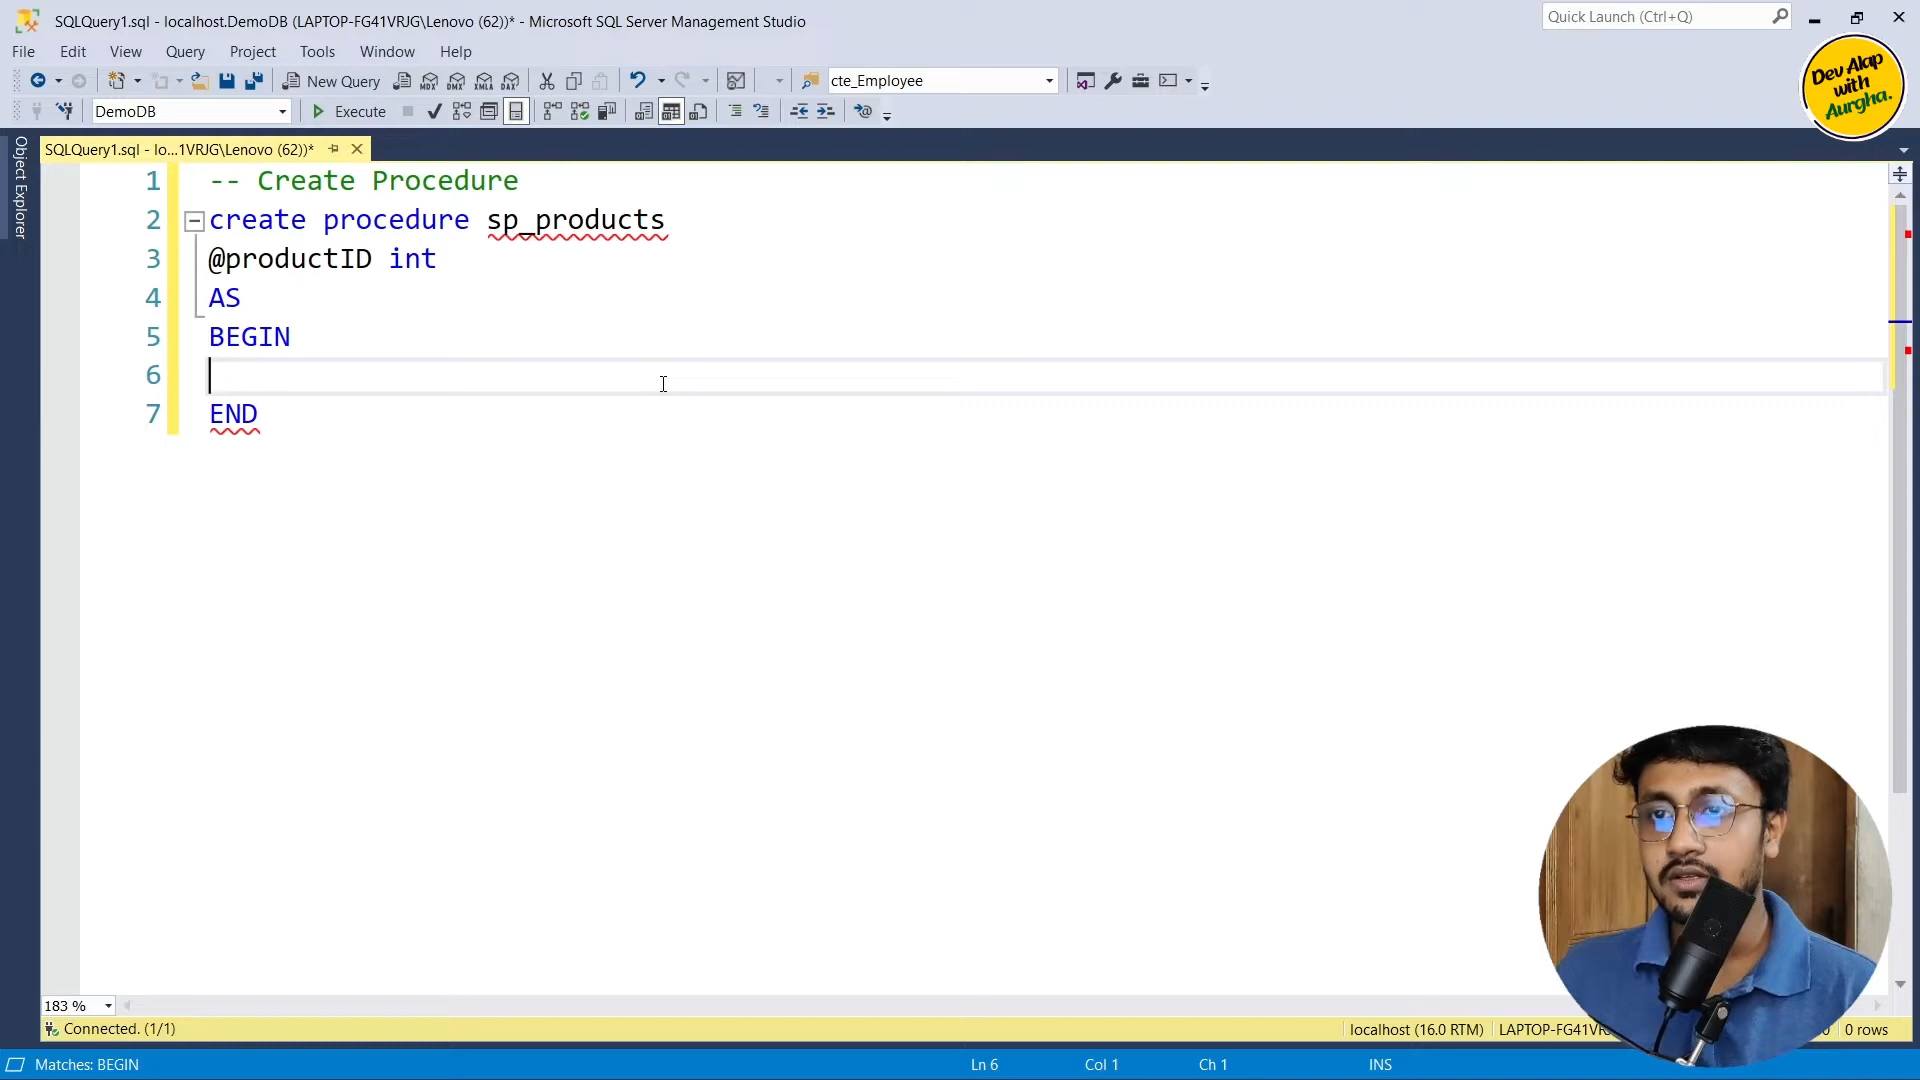 SQLQuery1.sql - localhost.DemoDB (LAPTOP-FG41VRJG\Lenovo (62))* - Microsoft SQL Server Management Studio
Quick Launch (Ctrl+Q)
File Edit View Query Project Tools Window Help
Dev Alap
with
Aurgha.
New Query
MDX DMX XMLA DAX
cte_Employee
DemoDB
Execute
Object Explorer
SQLQuery1.sql - lo...1VRJG\Lenovo (62))*
1 -- Create Procedure
2 create procedure sp_products
3 @productID int
4 AS
5 BEGIN
6
7 END
183 %
Connected. (1/1)
localhost (16.0 RTM)
0 rows
Matches: BEGIN
Ln 6
Col 1
Ch 1
INS